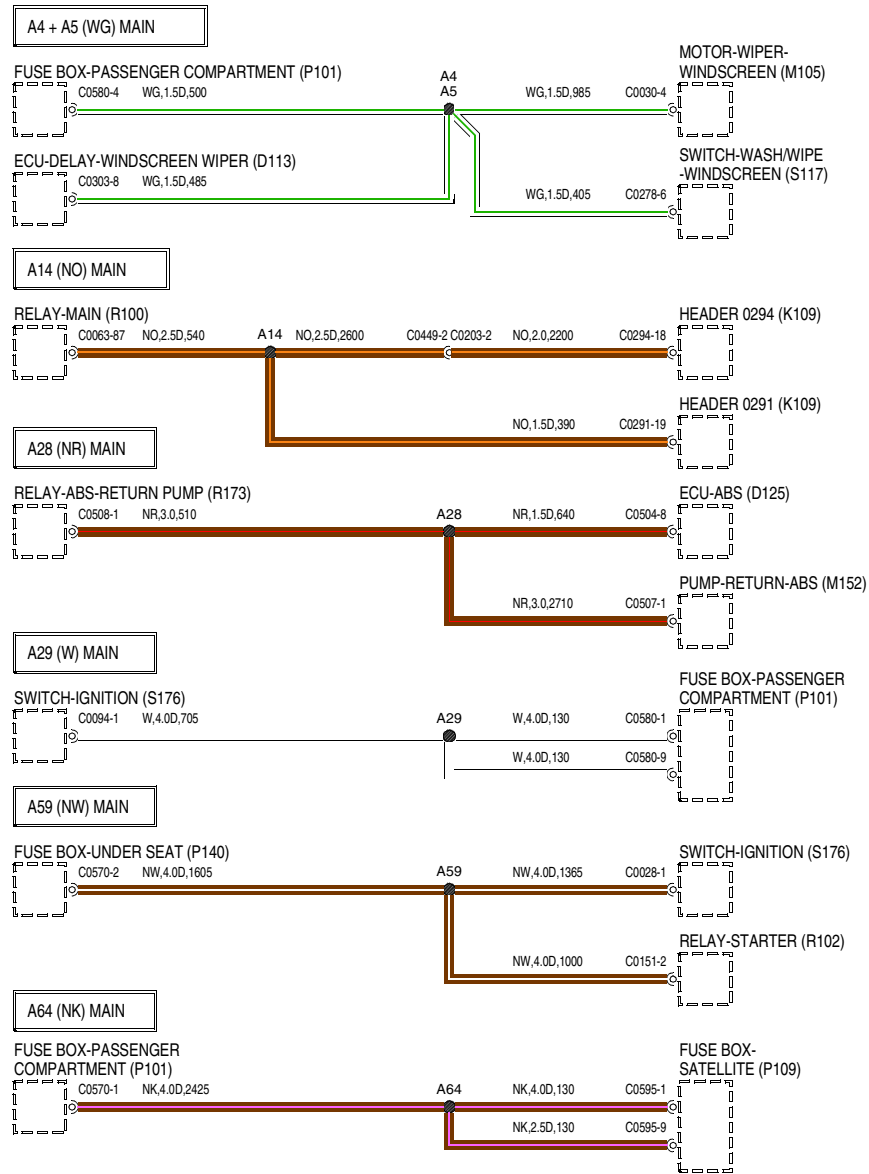 A4 + A5 (WG) MAIN
FUSE BOX-PASSENGER COMPARTMENT (P101)
C0580-4 WG,1.5D,500
A4
A5
WG,1.5D,985 C0030-4
MOTOR-WIPER-
WINDSCREEN (M105)
ECU-DELAY-WINDSCREEN WIPER (D113)
C0303-8 WG,1.5D,485
SWITCH-WASH/WIPE
-WINDSCREEN (S117)
WG,1.5D,405 C0278-6
A14 (NO) MAIN
RELAY-MAIN (R100)
HEADER 0294 (K109)
C0063-87 NO,2.5D,540 A14 NO,2.5D,2600 C0449-2 C0203-2 NO,2.0,2200 C0294-18
HEADER 0291 (K109)
NO,1.5D,390 C0291-19
A28 (NR) MAIN
RELAY-ABS-RETURN PUMP (R173)
ECU-ABS (D125)
C0508-1 NR,3.0,510 A28 NR,1.5D,640 C0504-8
PUMP-RETURN-ABS (M152)
NR,3.0,2710 C0507-1
A29 (W) MAIN
SWITCH-IGNITION (S176)
FUSE BOX-PASSENGER
COMPARTMENT (P101)
C0094-1 W,4.0D,705 A29 W,4.0D,130 C0580-1
W,4.0D,130 C0580-9
A59 (NW) MAIN
FUSE BOX-UNDER SEAT (P140)
SWITCH-IGNITION (S176)
C0570-2 NW,4.0D,1605 A59 NW,4.0D,1365 C0028-1
RELAY-STARTER (R102)
NW,4.0D,1000 C0151-2
A64 (NK) MAIN
FUSE BOX-PASSENGER
COMPARTMENT (P101)
FUSE BOX-
SATELLITE (P109)
C0570-1 NK,4.0D,2425 A64 NK,4.0D,130 C0595-1
NK,2.5D,130 C0595-9